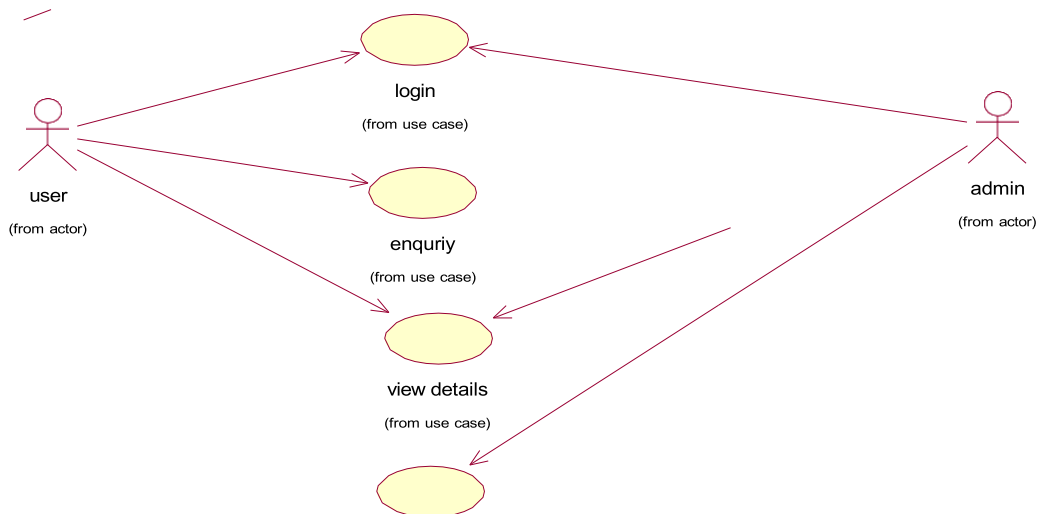 login
(from use case)
user
(from actor)
admin
(from actor)
enquriy
(from use case)
view details
(from use case)